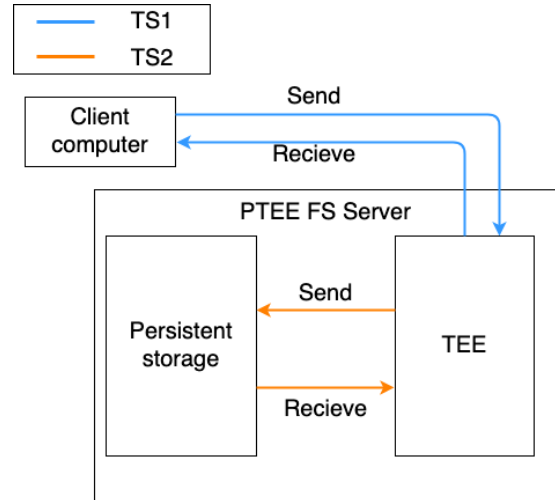 TS1
TS2
Send
Client
computer
Recieve
PTEE FS Server
Send
Persistent
storage
TEE
Recieve